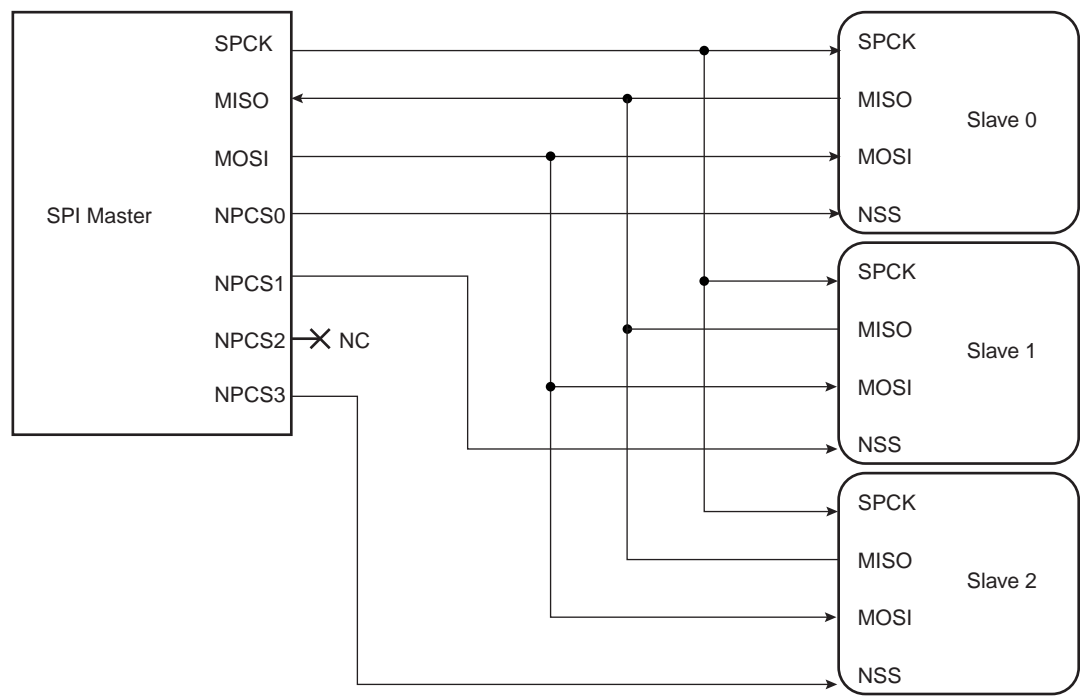 SPI Master
SPCK
MISO
MOSI
NPCS0
NPCS1
NPCS2
NC
NPCS3
SPCK
MISO
Slave 0
MOSI
NSS
SPCK
MISO
Slave 1
MOSI
NSS
SPCK
MISO
Slave 2
MOSI
NSS